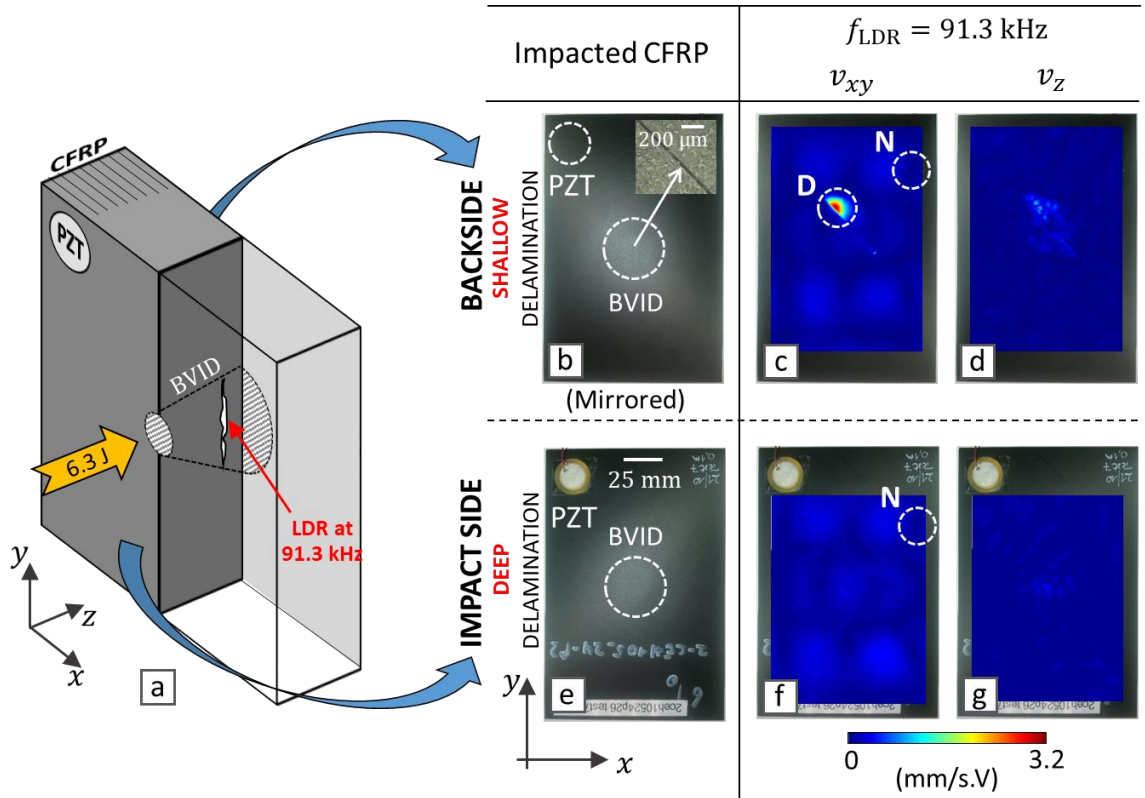 Impacted CFRP
f_LDR = 91.3 kHz
v_xy
v_z
CFRP
PZT
BVID
6.3 J
LDR at
91.3 kHz
y
z
x
a
BACKSIDE
SHALLOW
DELAMINATION
PZT
200 μm
BVID
b
(Mirrored)
D
N
c
d
IMPACT SIDE
DEEP
DELAMINATION
25 mm
PZT
BVID
e
y
x
N
f
g
0
3.2
(mm/s.V)